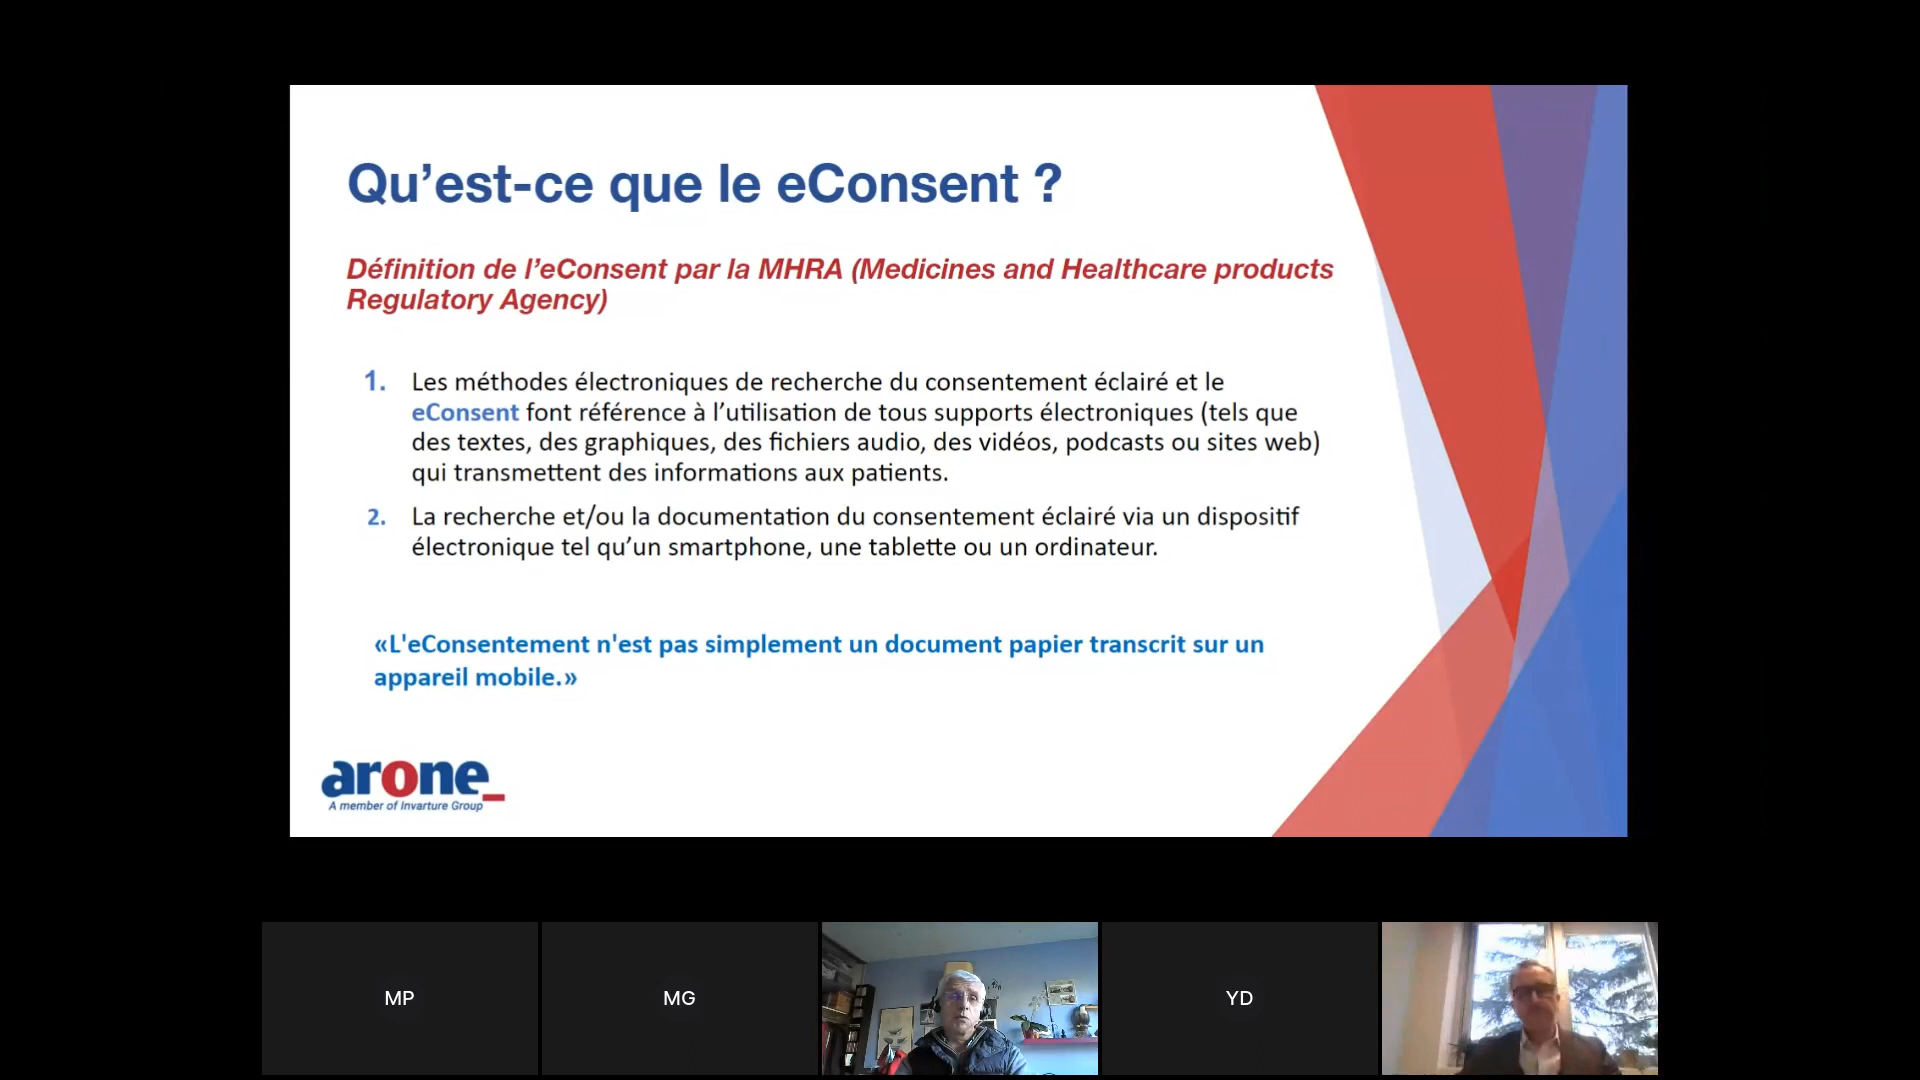 Qu’est-ce que le eConsent ?
Définition de l’eConsent par la MHRA (Medicines and Healthcare products
Regulatory Agency)
1. Les méthodes électroniques de recherche du consentement éclairé et le
eConsent font référence à l’utilisation de tous supports électroniques (tels que
des textes, des graphiques, des fichiers audio, des vidéos, podcasts ou sites web)
qui transmettent des informations aux patients.
2. La recherche et/ou la documentation du consentement éclairé via un dispositif
électronique tel qu’un smartphone, une tablette ou un ordinateur.
«L'eConsentement n'est pas simplement un document papier transcrit sur un
appareil mobile.»
arone_
A member of Invarture Group
MP
MG
YD